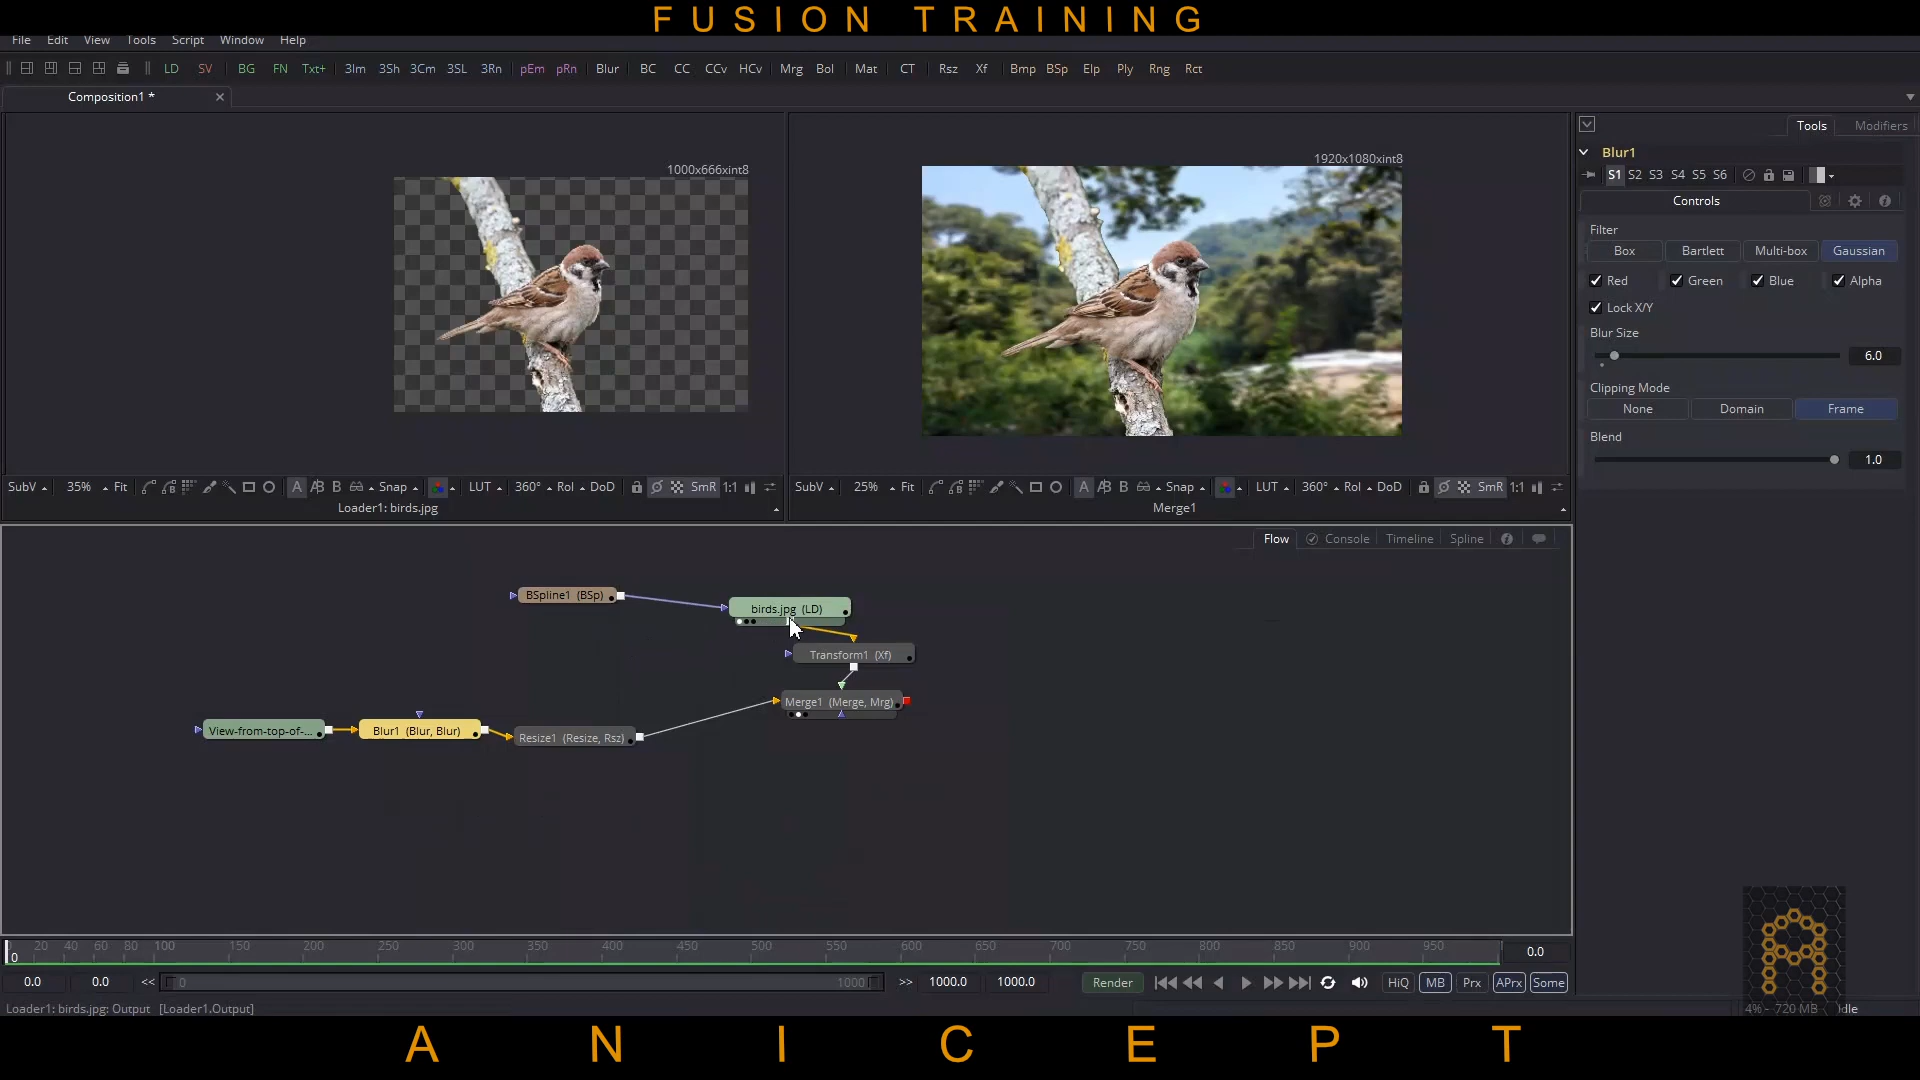 FUSION TRAINING
File Edit View Tools Script Window Help
LD SV BG FN Txt+ 3Im 3Sh 3Cm 3SL 3Rn pEm pRn Blur BC CC CCv HCv Mrg Bol Mat CT Rsz Xf Bmp BSp Elp Ply Rng Rct
Composition1 *
1000x666xint8
1920x1080xint8
SubV 35% Fit A B Snap LUT 360° RoI DoD SmR 1:1
Loader1: birds.jpg
SubV 25% Fit A B Snap LUT 360° RoI DoD SmR 1:1
Merge1
Tools Modifiers
Blur1
S1 S2 S3 S4 S5 S6
Controls
Filter
Box Bartlett Multi-box Gaussian
Red Green Blue Alpha
Lock X/Y
Blur Size
6.0
Clipping Mode
None Domain Frame
Blend
1.0
Flow Console Timeline Spline
BSpline1 (BSp)
birds.jpg (LD)
Transform1 (Xf)
Merge1 (Merge, Mrg)
View-from-top-of-...
Blur1 (Blur, Blur)
Resize1 (Resize, Rsz)
0 20 40 60 80 100 150 200 250 300 350 400 450 500 550 600 650 700 750 800 850 900 950
0.0
0.0 0.0 << 0 1000 >> 1000.0 1000.0 Render HiQ MB Prx APrx Some
Loader1: birds.jpg: Output [Loader1.Output]
4% - 720 MB
ANICEPT